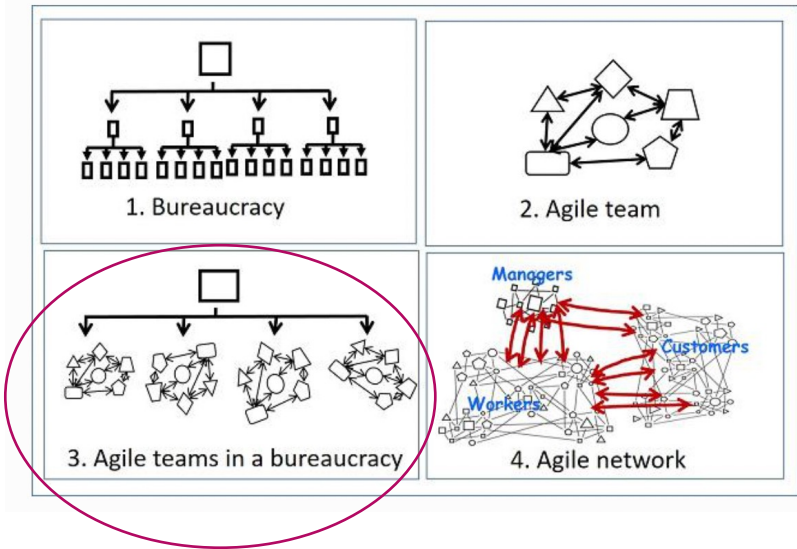 1. Bureaucracy
2. Agile team
3. Agile teams in a bureaucracy
Managers
Customers
Workers
4. Agile network